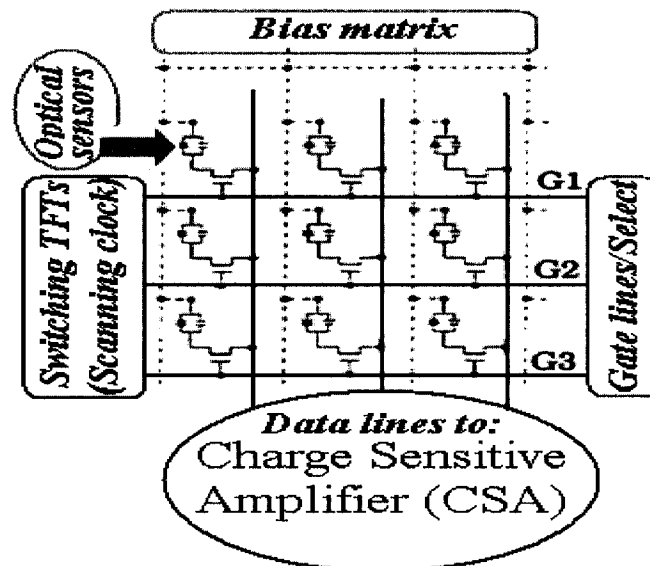 Bias matrix
Optical
sensors
Switching TFTs
(Scanning clock)
G1
G2
G3
Gate lines/Select
Data lines to:
Charge Sensitive
Amplifier (CSA)